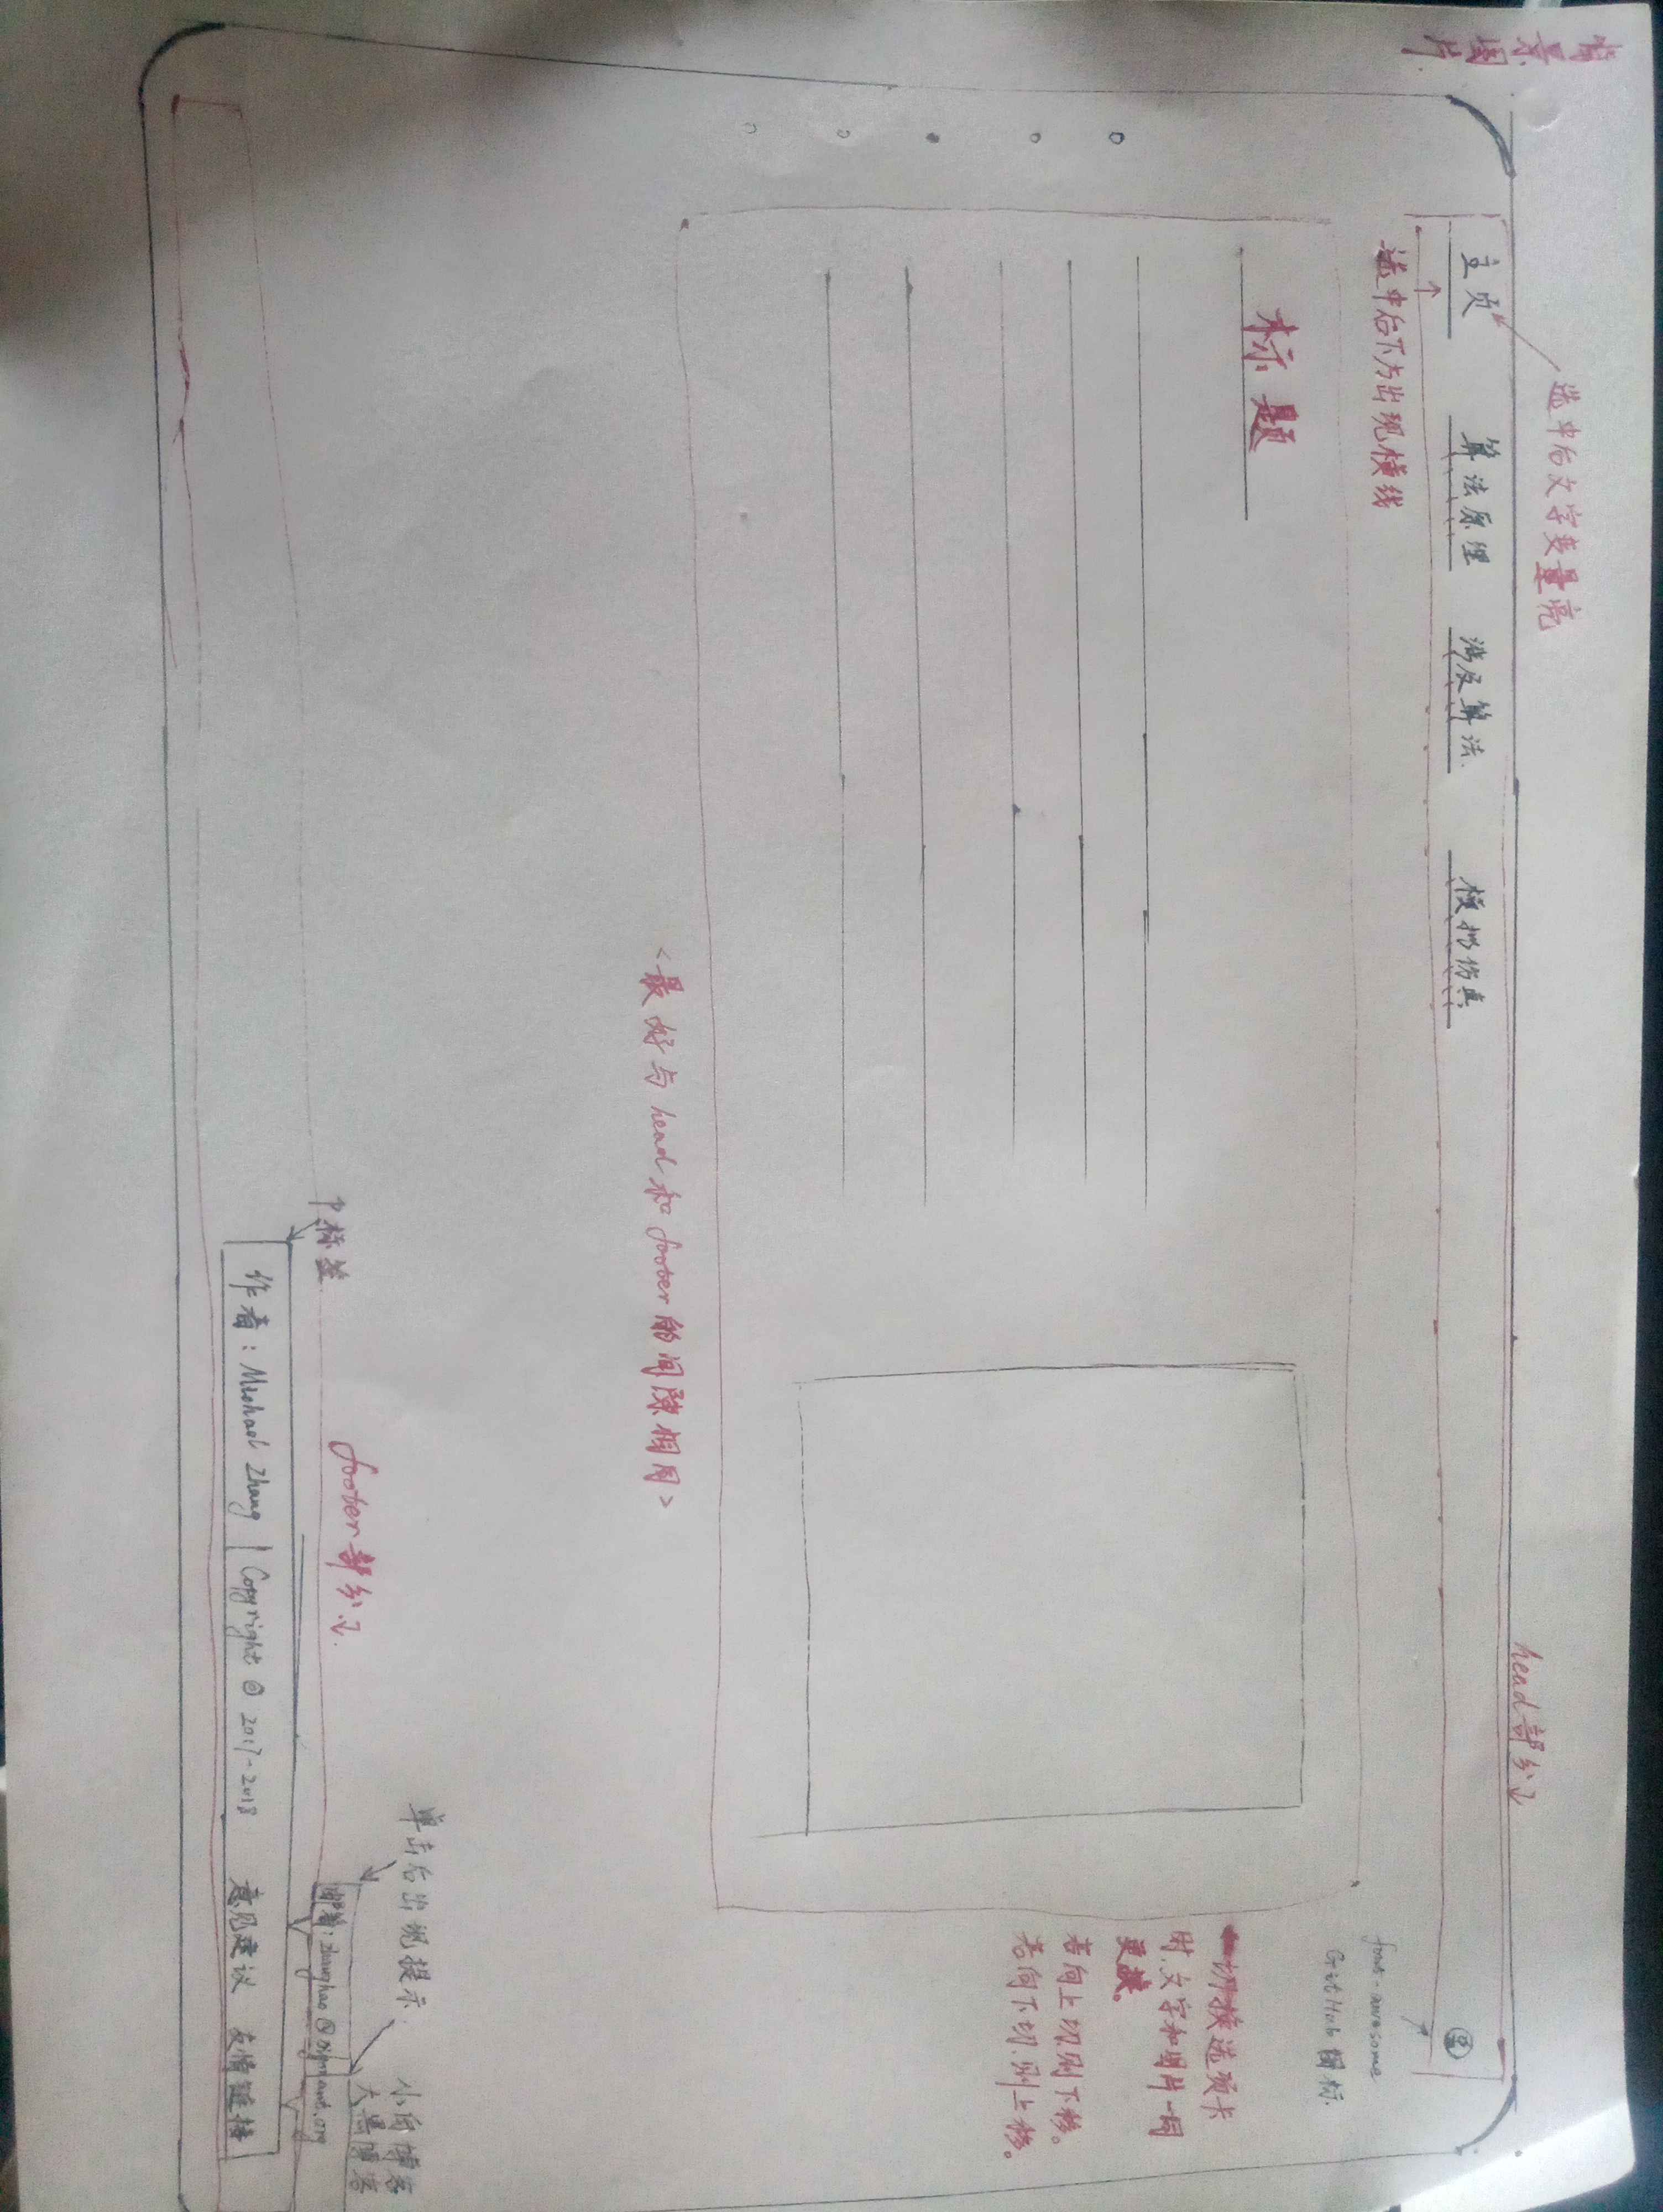 背景图片.
选中后文字变量亮
head部分↓
主页 算法原理 涉及算法. 模拟仿真
选中后下方出现横线
font-awesome
GitHub图标.
标题
←切换选项卡
时.文字和图片一同
更换。
若向上切.则下移。
若向下切.则上移。
<最好与head和footer的间隙相同>
单击后出现提示.
小白博客
大黑博客
footer部分↓.
P标签.
邮箱:zhanghao@sigmant.org
作者:Michael Zhang | Copyright © 2017-2018 意见建议 友情链接